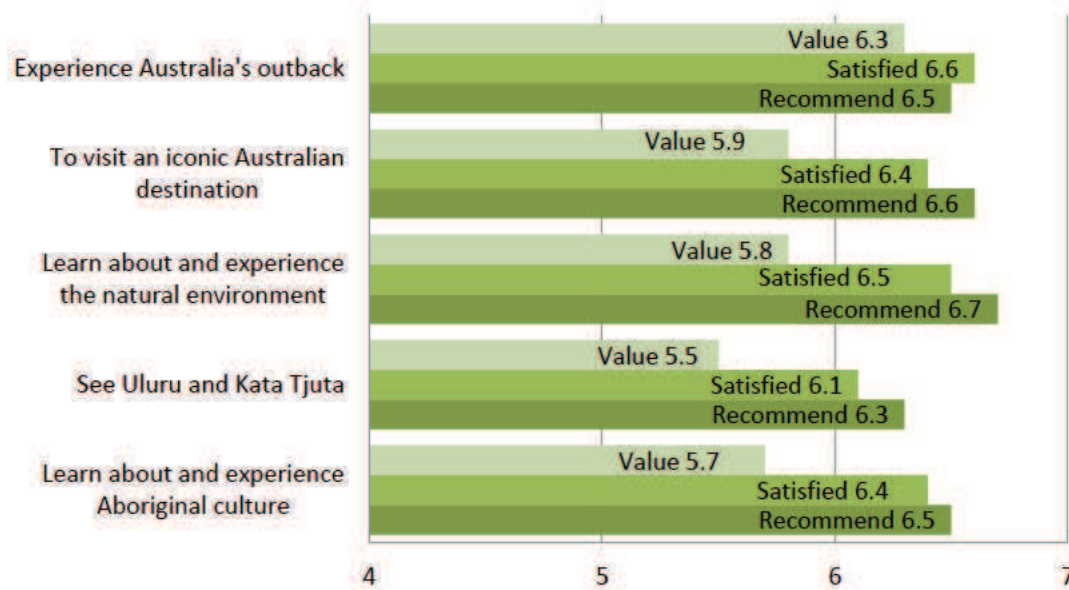 Value 6.3
Experience Australia's outback
Satisfied 6.6
Recommend 6.5
To visit an iconic Australian
destination
Value 5.9
Satisfied 6.4
Recommend 6.6
Learn about and experience
the natural environment
Value 5.8
Satisfied 6.5
Recommend 6.7
See Uluru and Kata Tjuta
Value 5.5
Satisfied 6.1
Recommend 6.3
Learn about and experience
Aboriginal culture
Value 5.7
Satisfied 6.4
Recommend 6.5
4 5 6 7